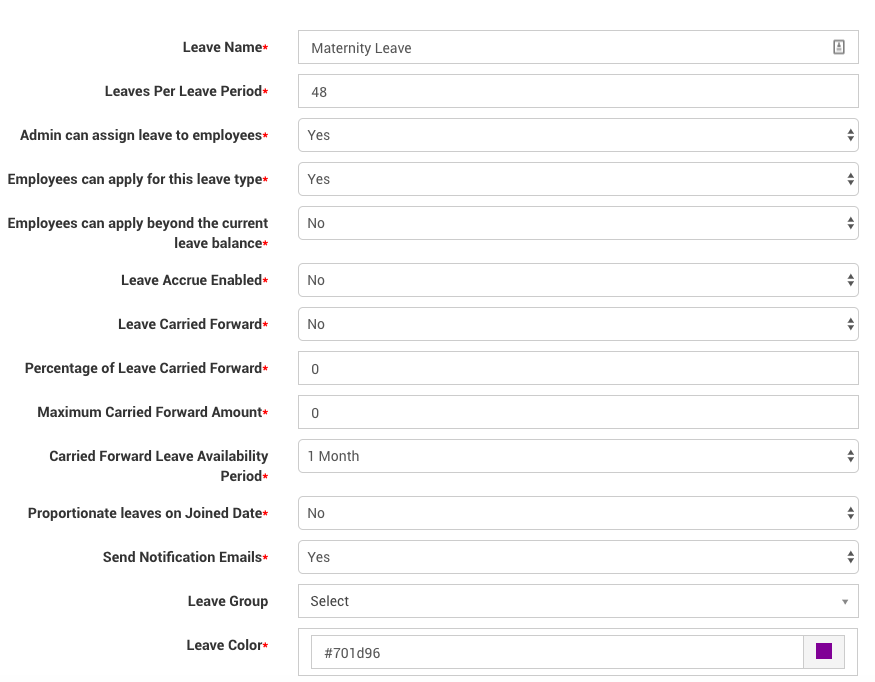 Leave Name* Maternity Leave
Leaves Per Leave Period* 48
Admin can assign leave to employees* Yes
Employees can apply for this leave type* Yes
Employees can apply beyond the current No
leave balance*
Leave Accrue Enabled* No
Leave Carried Forward* No
Percentage of Leave Carried Forward* 0
Maximum Carried Forward Amount* 0
Carried Forward Leave Availability 1 Month
Period*
Proportionate leaves on Joined Date* No
Send Notification Emails* Yes
Leave Group Select
Leave Color* #701d96